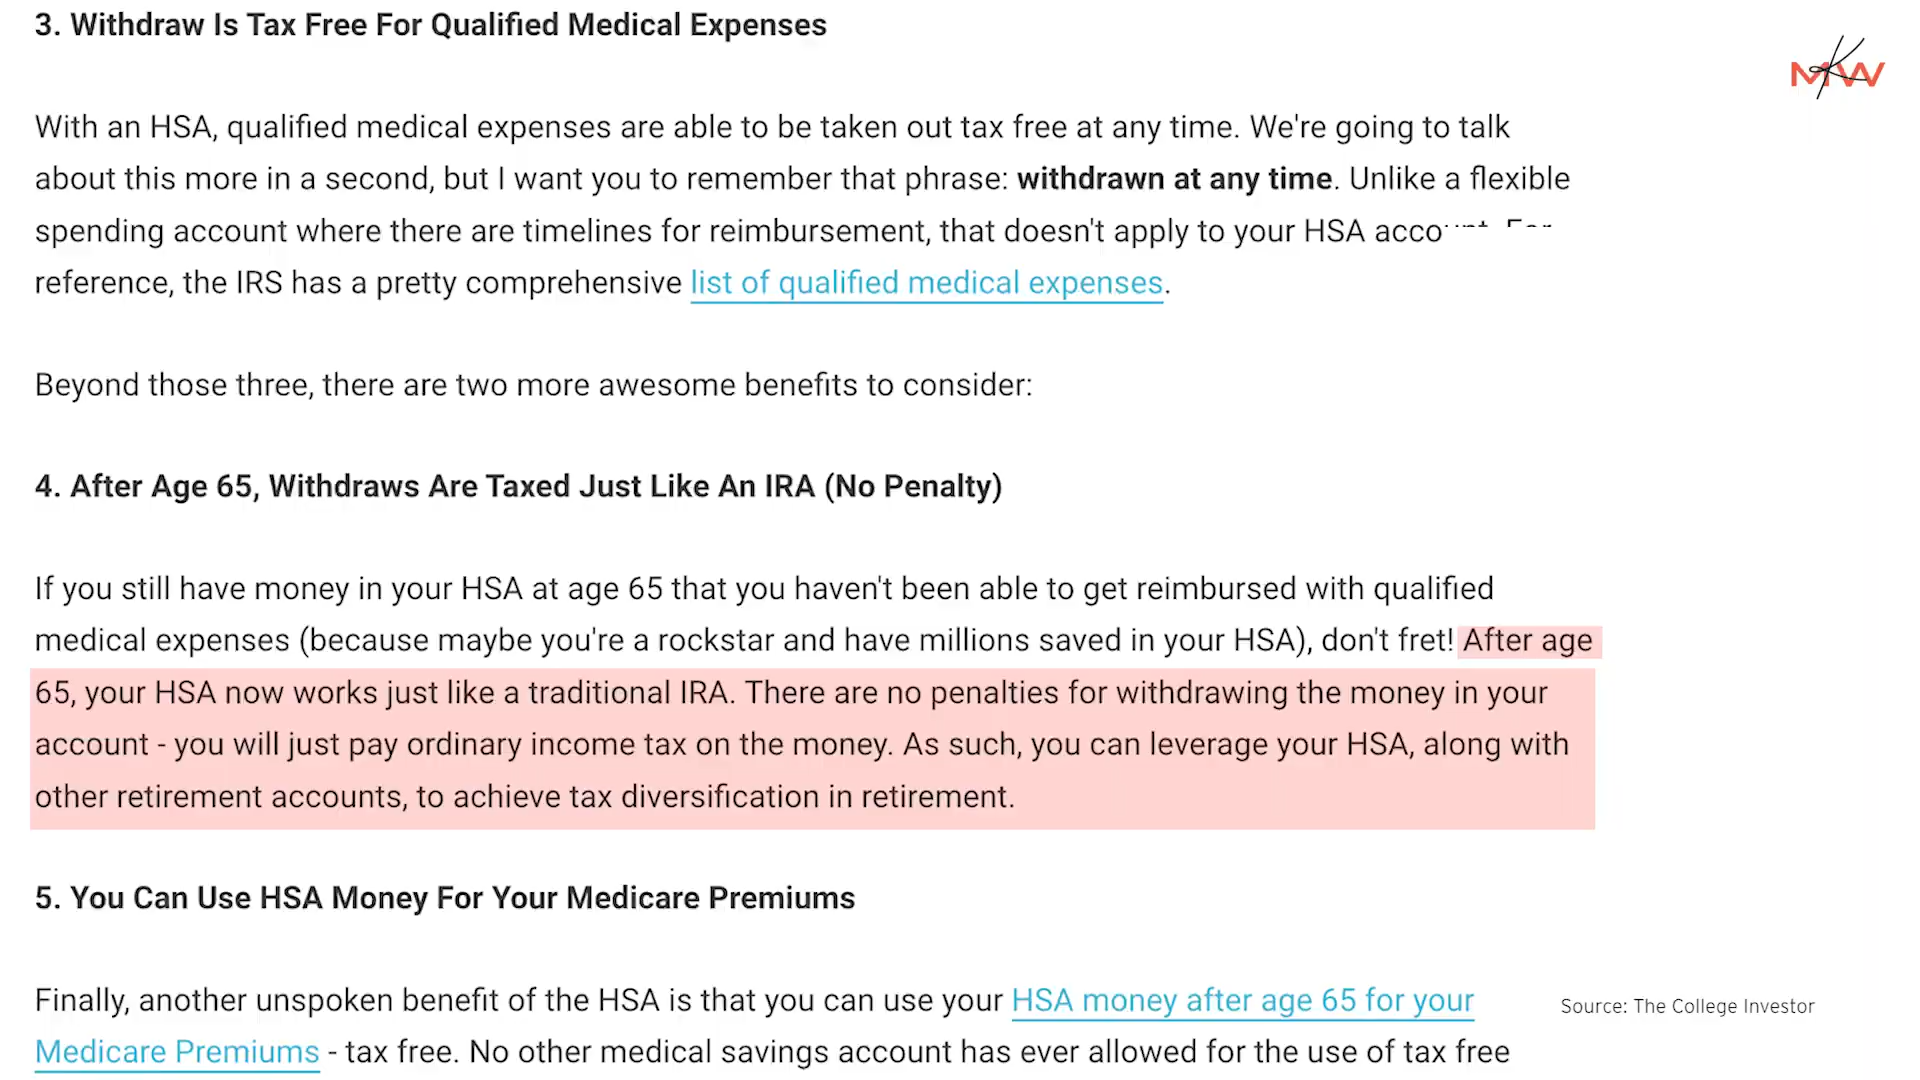 3. Withdraw Is Tax Free For Qualified Medical Expenses
MKW
With an HSA, qualified medical expenses are able to be taken out tax free at any time. We're going to talk
about this more in a second, but I want you to remember that phrase: withdrawn at any time. Unlike a flexible
spending account where there are timelines for reimbursement, that doesn't apply to your HSA
reference, the IRS has a pretty comprehensive list of qualified medical expenses.
Beyond those three, there are two more awesome benefits to consider:
4. After Age 65, Withdraws Are Taxed Just Like An IRA (No Penalty)
If you still have money in your HSA at age 65 that you haven't been able to get reimbursed with qualified
medical expenses (because maybe you're a rockstar and have millions saved in your HSA), don't fret! After age
65, your HSA now works just like a traditional IRA. There are no penalties for withdrawing the money in your
account - you will just pay ordinary income tax on the money. As such, you can leverage your HSA, along with
other retirement accounts, to achieve tax diversification in retirement.
5. You Can Use HSA Money For Your Medicare Premiums
Finally, another unspoken benefit of the HSA is that you can use your HSA money after age 65 for your
Medicare Premiums - tax free. No other medical savings account has ever allowed for the use of tax free
Source: The College Investor